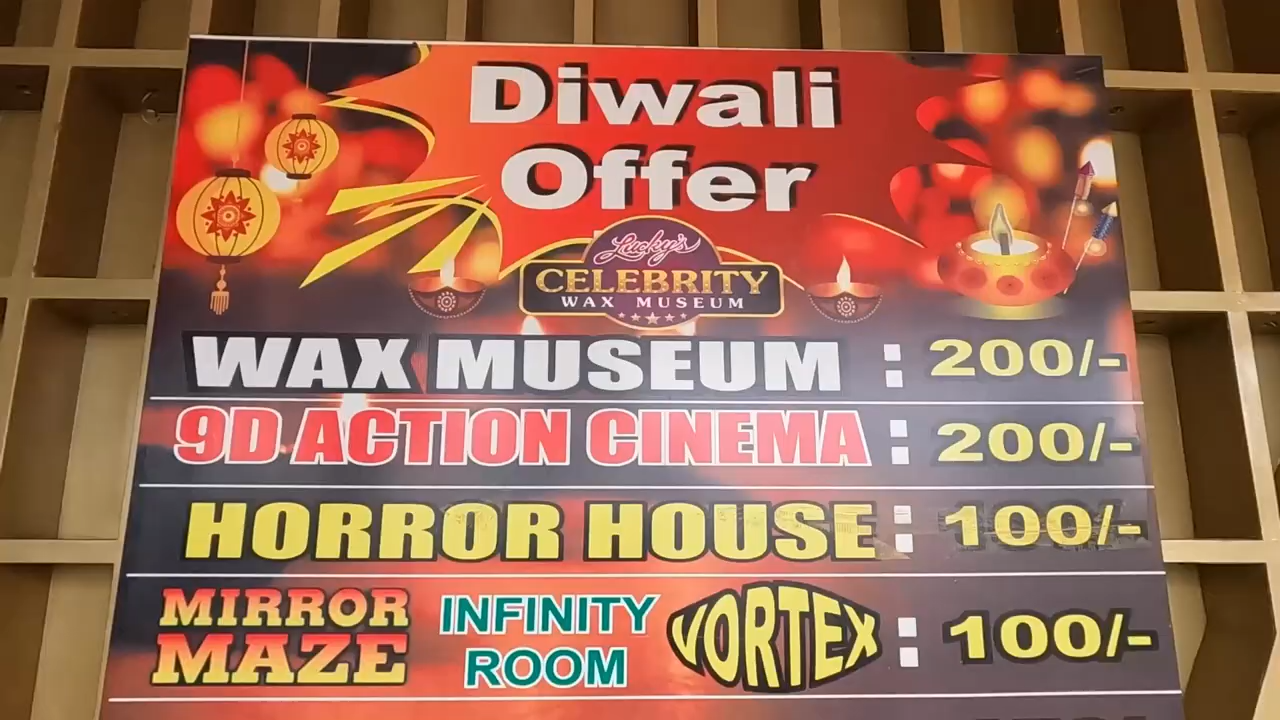 Diwali
Offer
Lucky's
CELEBRITY
WAX MUSEUM
WAX MUSEUM : 200/-
9D ACTION CINEMA : 200/-
HORROR HOUSE : 100/-
MIRROR MAZE INFINITY ROOM VORTEX : 100/-